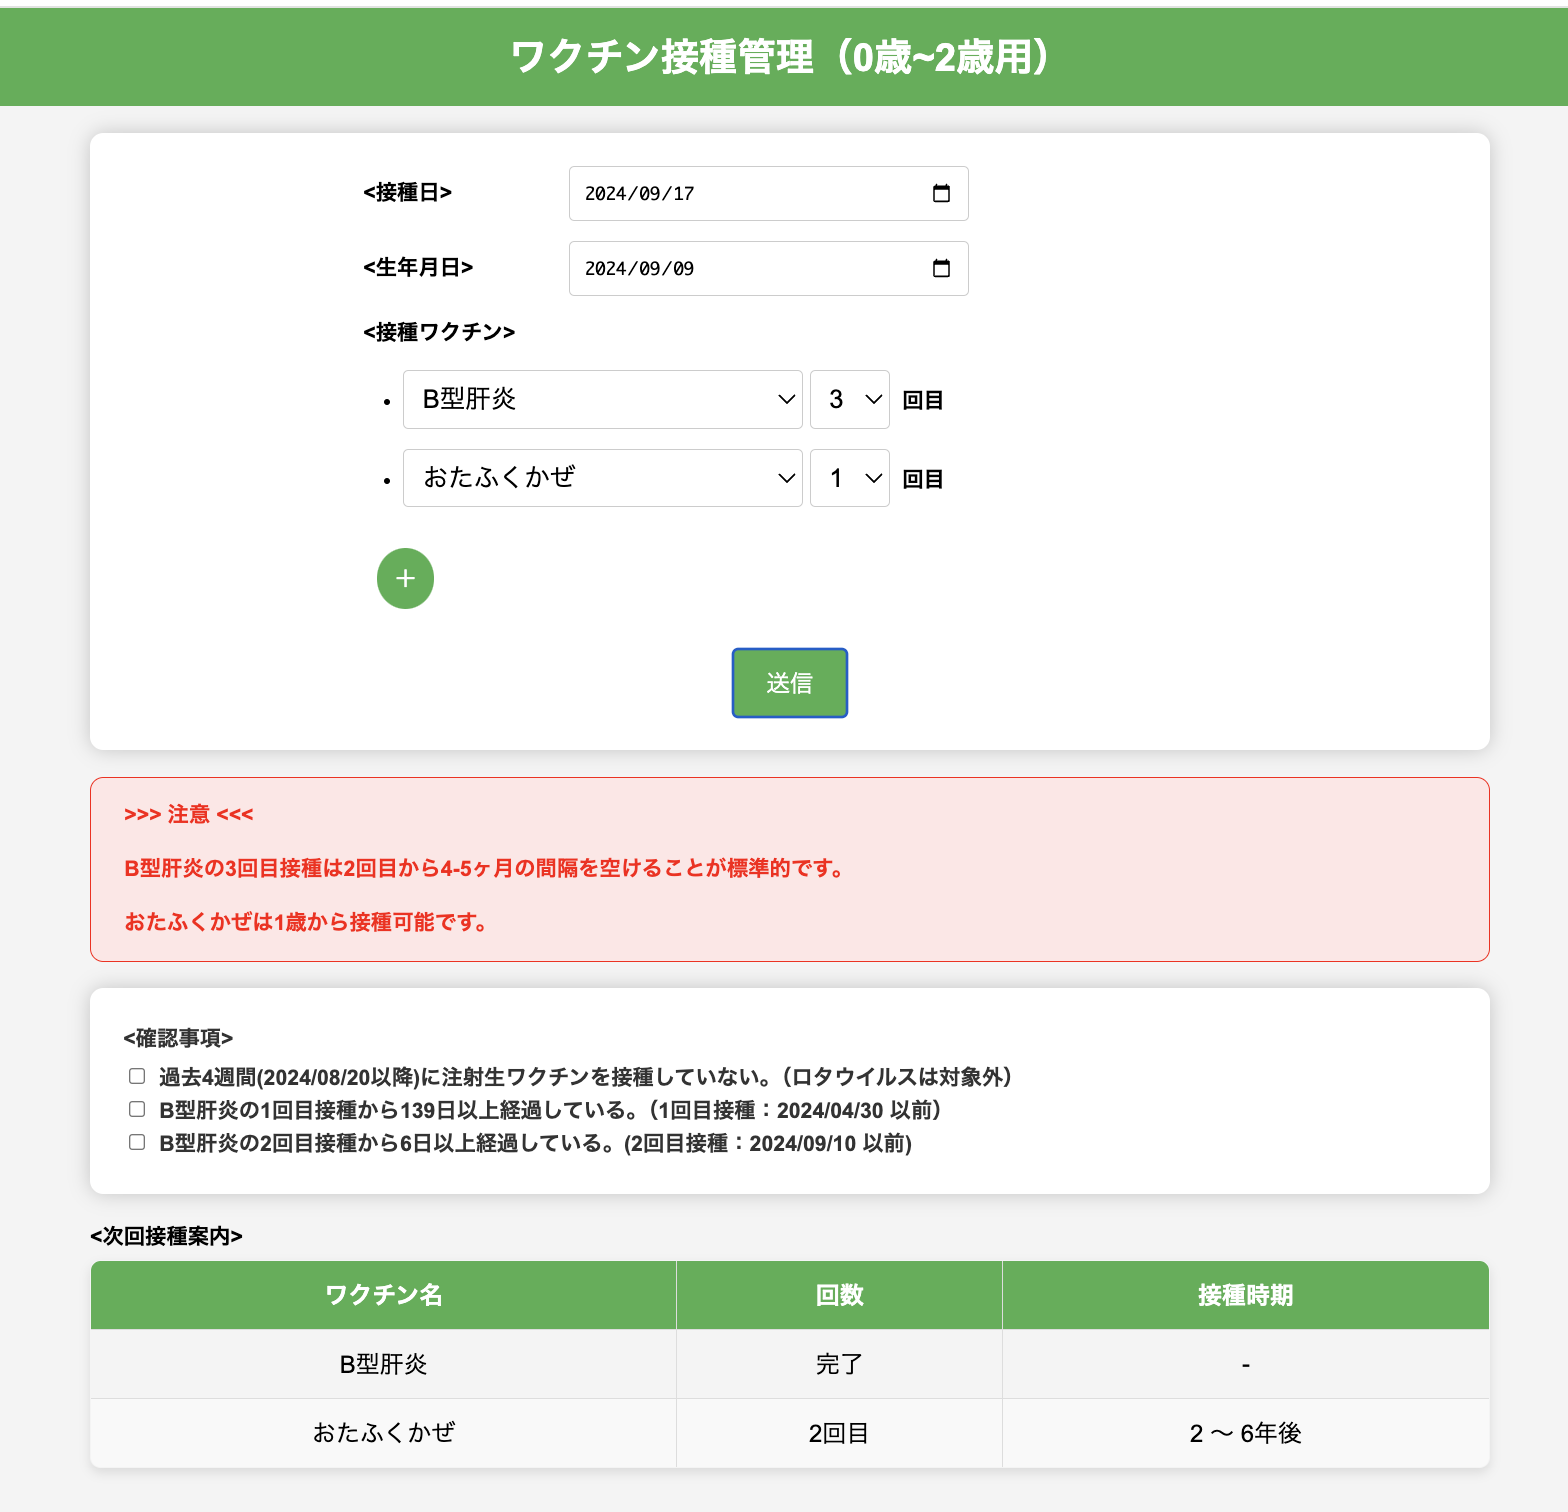 ワクチン接種管理（0歳~2歳用）
<接種日>
2024/09/17
<生年月日>
2024/09/09
<接種ワクチン>
• B型肝炎 3 回目
• おたふくかぜ 1 回目
+
送信
>>> 注意 <<<
B型肝炎の3回目接種は2回目から4-5ヶ月の間隔を空けることが標準的です。
おたふくかぜは1歳から接種可能です。
<確認事項>
過去4週間(2024/08/20以降)に注射生ワクチンを接種していない。（ロタウイルスは対象外）
B型肝炎の1回目接種から139日以上経過している。（1回目接種：2024/04/30 以前）
B型肝炎の2回目接種から6日以上経過している。(2回目接種：2024/09/10 以前)
<次回接種案内>
ワクチン名 回数 接種時期
B型肝炎 完了 -
おたふくかぜ 2回目 2 〜 6年後